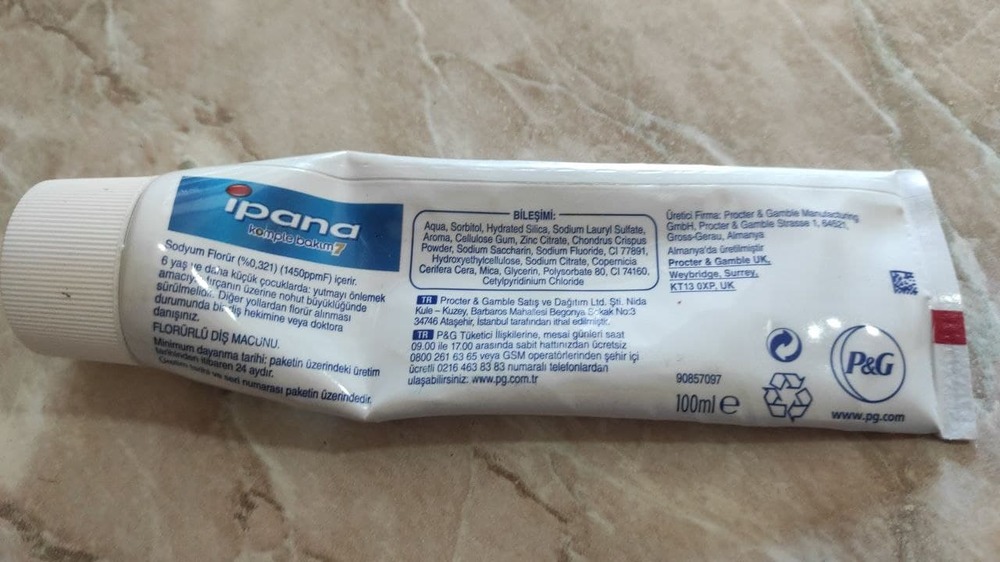 ipana
komple bakım 7
Sodyum Florür (%0,321) (1450ppmF) içerir.
6 yaş ve daha küçük çocuklarda: yutmayı önlemek
amacıyla fırçanın üzerine nohut büyüklüğünde
sürülmelidir. Diğer yollardan florür alınması
durumunda bir diş hekimine veya doktora
danışınız.
FLORÜRLÜ DİŞ MACUNU.
Minimum dayanma tarihi: paketin üzerindeki üretim
tarihinden itibaren 24 aydır.
Üretim tarihi ve seri numarası paketin üzerindedir.
BİLEŞİMİ:
Aqua, Sorbitol, Hydrated Silica, Sodium Lauryl Sulfate,
Aroma, Cellulose Gum, Zinc Citrate, Chondrus Crispus
Powder, Sodium Saccharin, Sodium Fluoride, CI 77891,
Hydroxyethylcellulose, Sodium Citrate, Copernicia
Cerifera Cera, Mica, Glycerin, Polysorbate 80, CI 74160,
Cetylpyridinium Chloride
TR Procter & Gamble Satış ve Dağıtım Ltd. Şti. Nida
Kule – Kuzey, Barbaros Mahallesi Begonya Sokak No:3
34746 Ataşehir, İstanbul tarafından ithal edilmiştir.
TR P&G Tüketici İlişkilerine, mesai günleri saat
09.00 ile 17.00 arasında sabit hattınızdan ücretsiz
0800 261 63 65 veya GSM operatörlerinden şehir içi
ücretli 0216 463 83 83 numaralı telefonlardan
ulaşabilirsiniz: www.pg.com.tr
Üretici Firma: Procter & Gamble Manufacturing
GmbH, Procter & Gamble Strasse 1, 64521,
Gross-Gerau, Almanya
Almanya'da üretilmiştir
Procter & Gamble UK,
Weybridge, Surrey,
KT13 0XP, UK
90857097
100ml e
P&G
www.pg.com